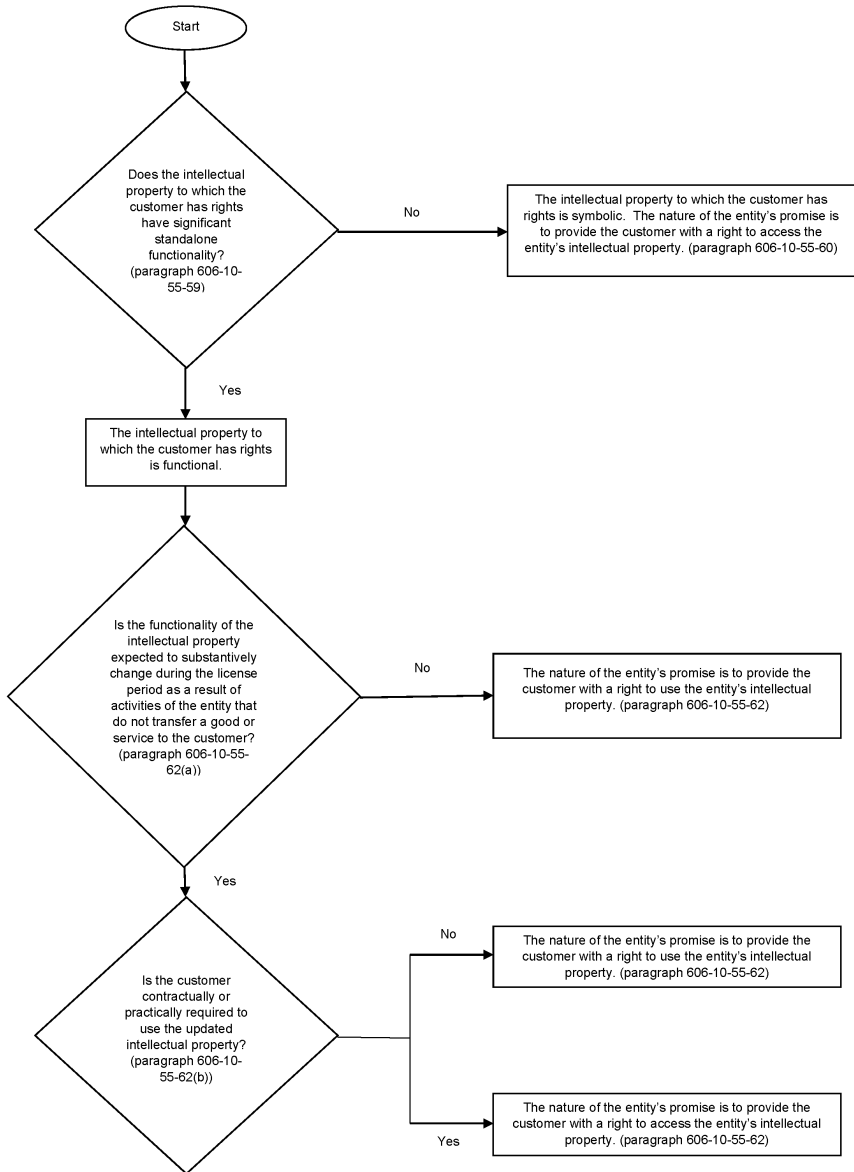 Start
Does the intellectual
property to which the
customer has rights
have significant
standalone
functionality?
(paragraph 606-10-
55-59)
No
The intellectual property to which the customer has
rights is symbolic.  The nature of the entity's promise is
to provide the customer with a right to access the
entity's intellectual property. (paragraph 606-10-55-60)
Yes
The intellectual property to
which the customer has rights
is functional.
Is the functionality of the
intellectual property
expected to substantively
change during the license
period as a result of
activities of the entity that
do not transfer a good or
service to the customer?
(paragraph 606-10-55-
62(a))
No
The nature of the entity's promise is to provide the
customer with a right to use the entity's intellectual
property. (paragraph 606-10-55-62)
Yes
Is the customer
contractually or
practically required to
use the updated
intellectual property?
(paragraph 606-10-
55-62(b))
No
The nature of the entity's promise is to provide the
customer with a right to use the entity's intellectual
property. (paragraph 606-10-55-62)
Yes
The nature of the entity's promise is to provide the
customer with a right to access the entity's intellectual
property. (paragraph 606-10-55-62)